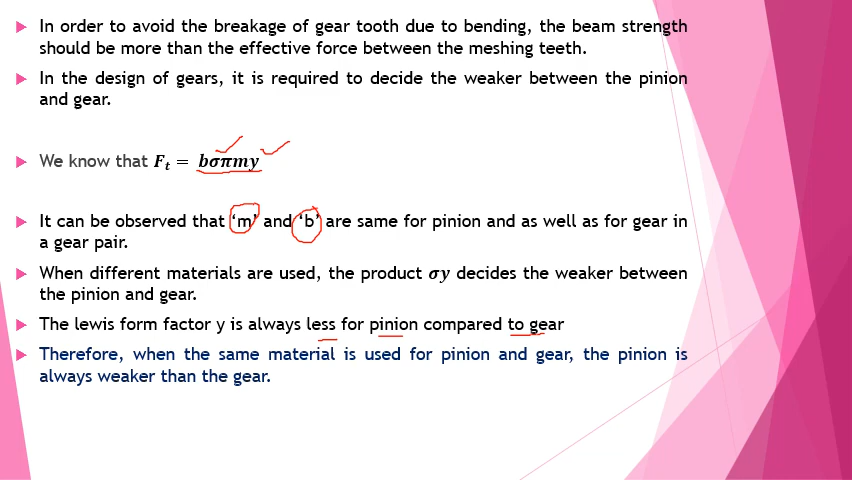 In order to avoid the breakage of gear tooth due to bending, the beam strength
should be more than the effective force between the meshing teeth.
In the design of gears, it is required to decide the weaker between the pinion
and gear.
We know that Fₜ = bσπmy
It can be observed that ‘m’ and ‘b’ are same for pinion and as well as for gear in
a gear pair.
When different materials are used, the product σy decides the weaker between
the pinion and gear.
The lewis form factor y is always less for pinion compared to gear
Therefore, when the same material is used for pinion and gear, the pinion is
always weaker than the gear.